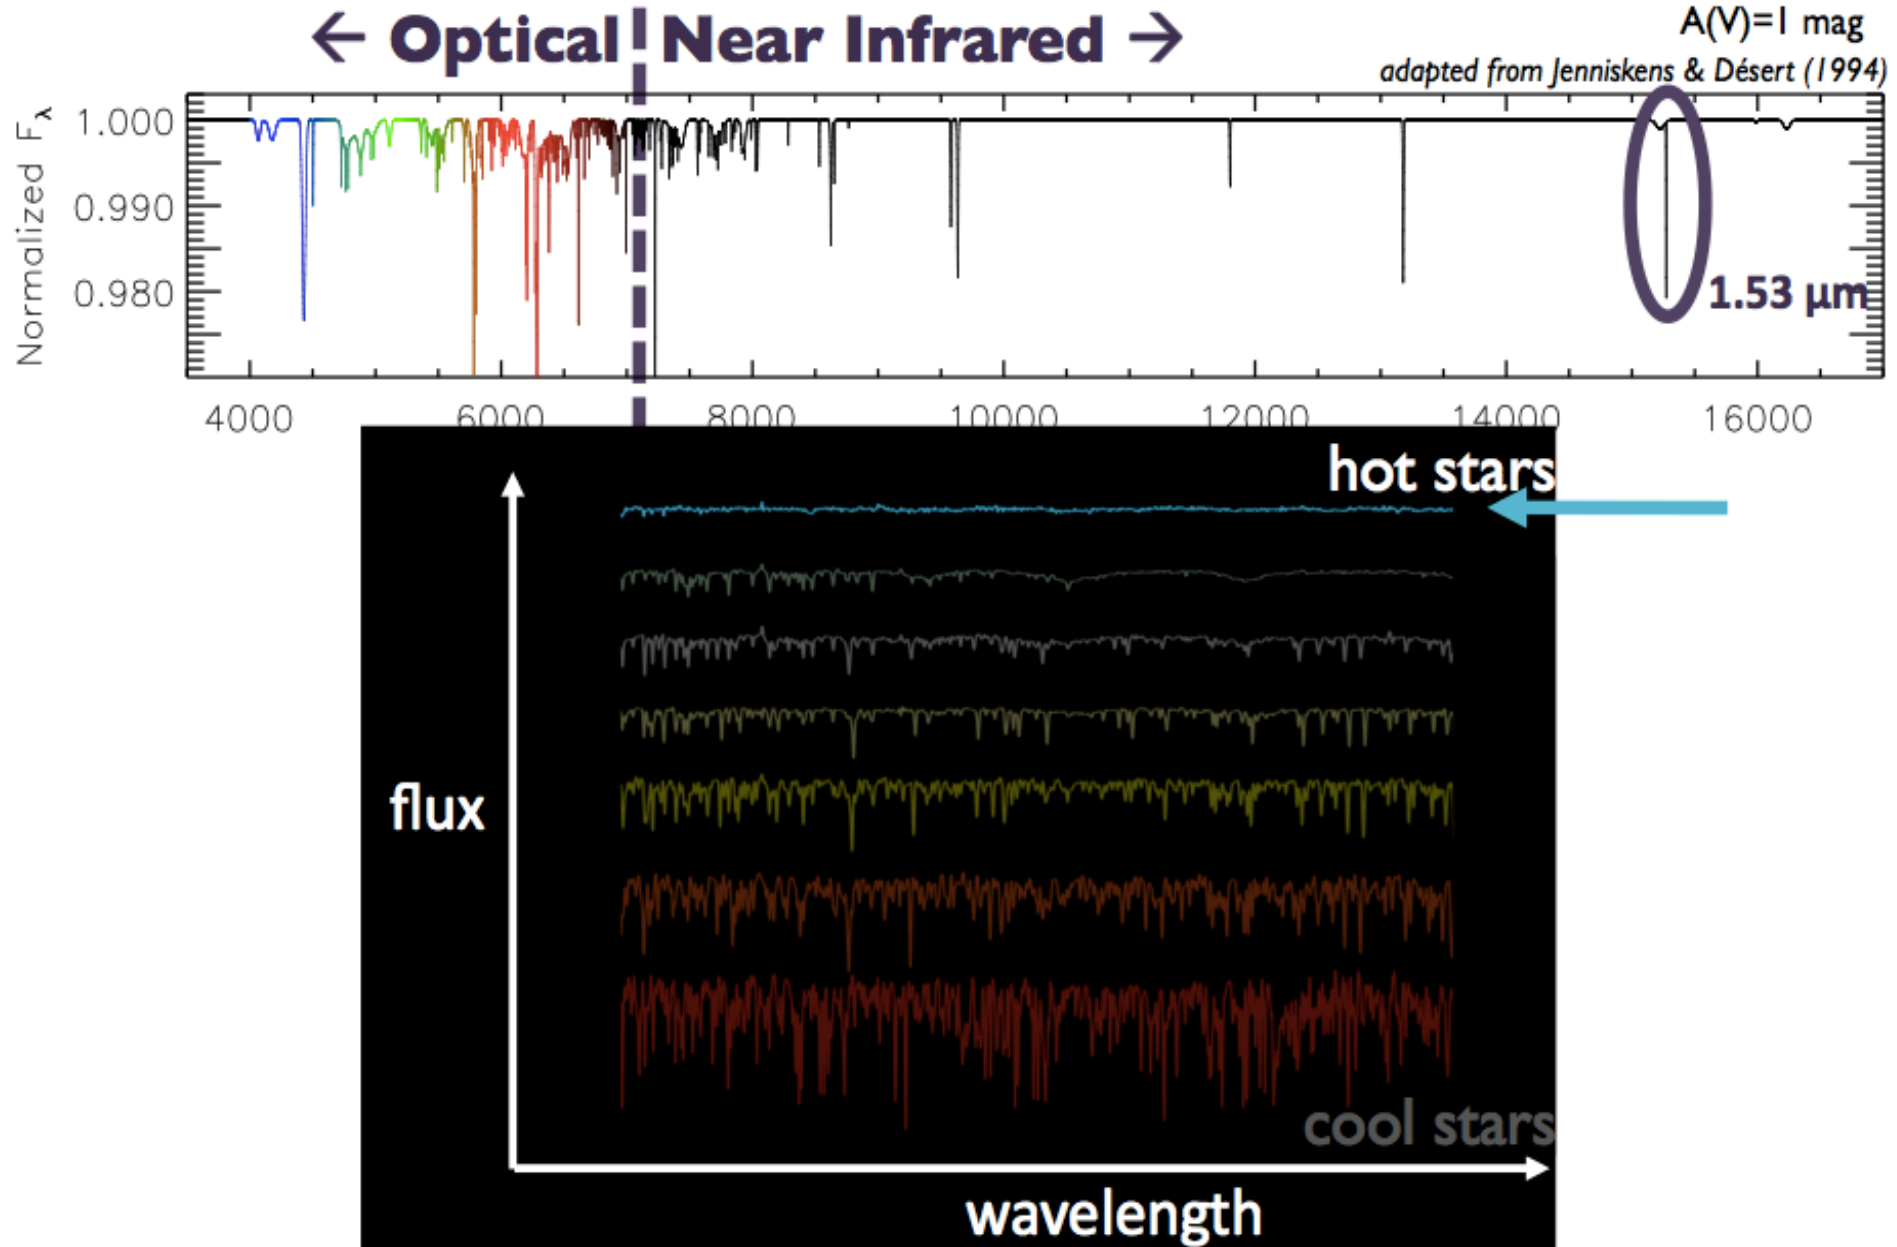 ← Optical Near Infrared →
A(V)=1 mag
adapted from Jenniskens & Désert (1994)
Normalized Fλ
1.000
0.990
0.980
1.53 µm
4000 6000 8000 10000 12000 14000 16000
hot stars
flux
cool stars
wavelength